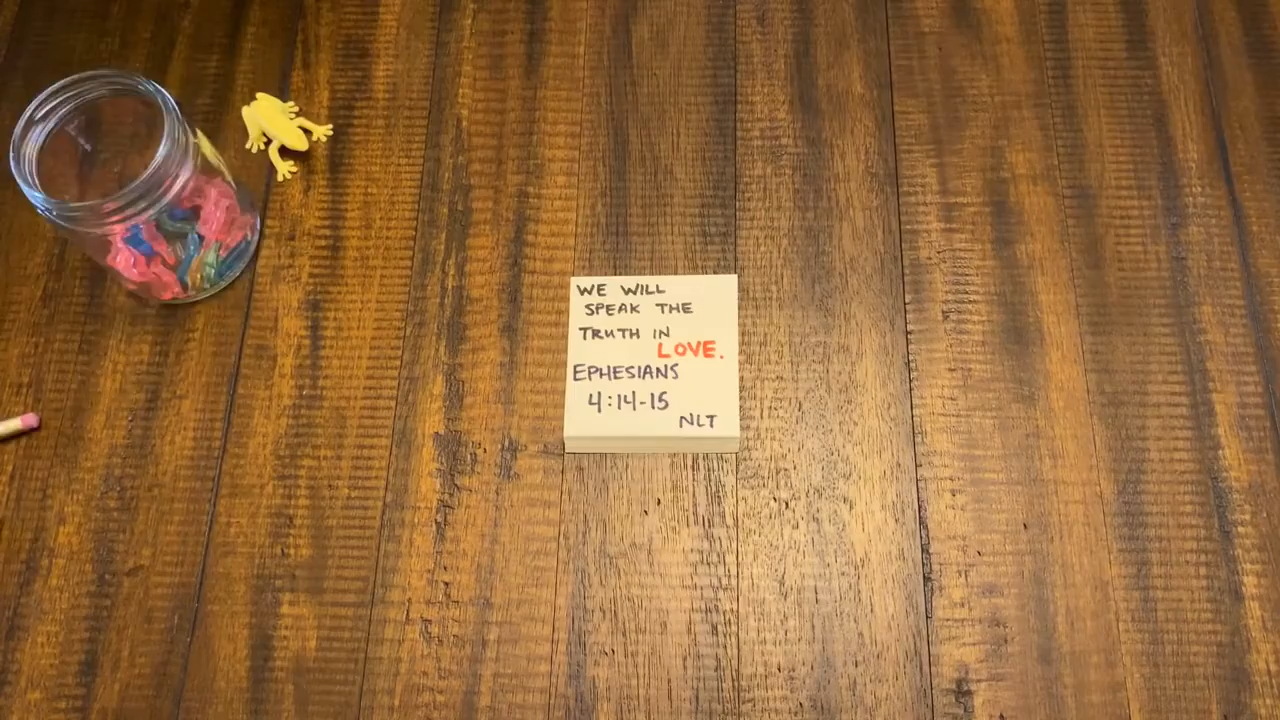 WE WILL
SPEAK THE
TRUTH IN
LOVE.
EPHESIANS
4:14-15
NLT